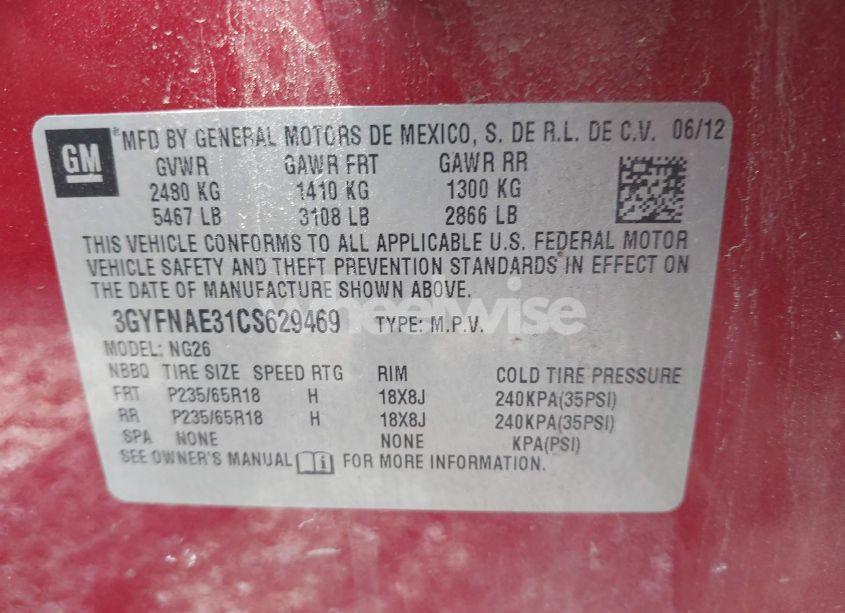 GM ®MFD BY GENERAL MOTORS DE MEXICO, S. DE R.L. DE C.V. 06/12
GVWR GAWR FRT GAWR RR
2480 KG 1410 KG 1300 KG
5467 LB 3108 LB 2866 LB
THIS VEHICLE CONFORMS TO ALL APPLICABLE U.S. FEDERAL MOTOR
VEHICLE SAFETY AND THEFT PREVENTION STANDARDS IN EFFECT ON
THE DATE OF MANUFACTURE SHOWN ABOVE.
wheelwise
3GYFNAE31CS629469 TYPE: M.P.V.
MODEL: NG26
NBBQ TIRE SIZE SPEED RTG RIM COLD TIRE PRESSURE
FRT P235/65R18 H 18X8J 240KPA(35PSI)
RR P235/65R18 H 18X8J 240KPA(35PSI)
SPA NONE NONE KPA(PSI)
SEE OWNER'S MANUAL FOR MORE INFORMATION.